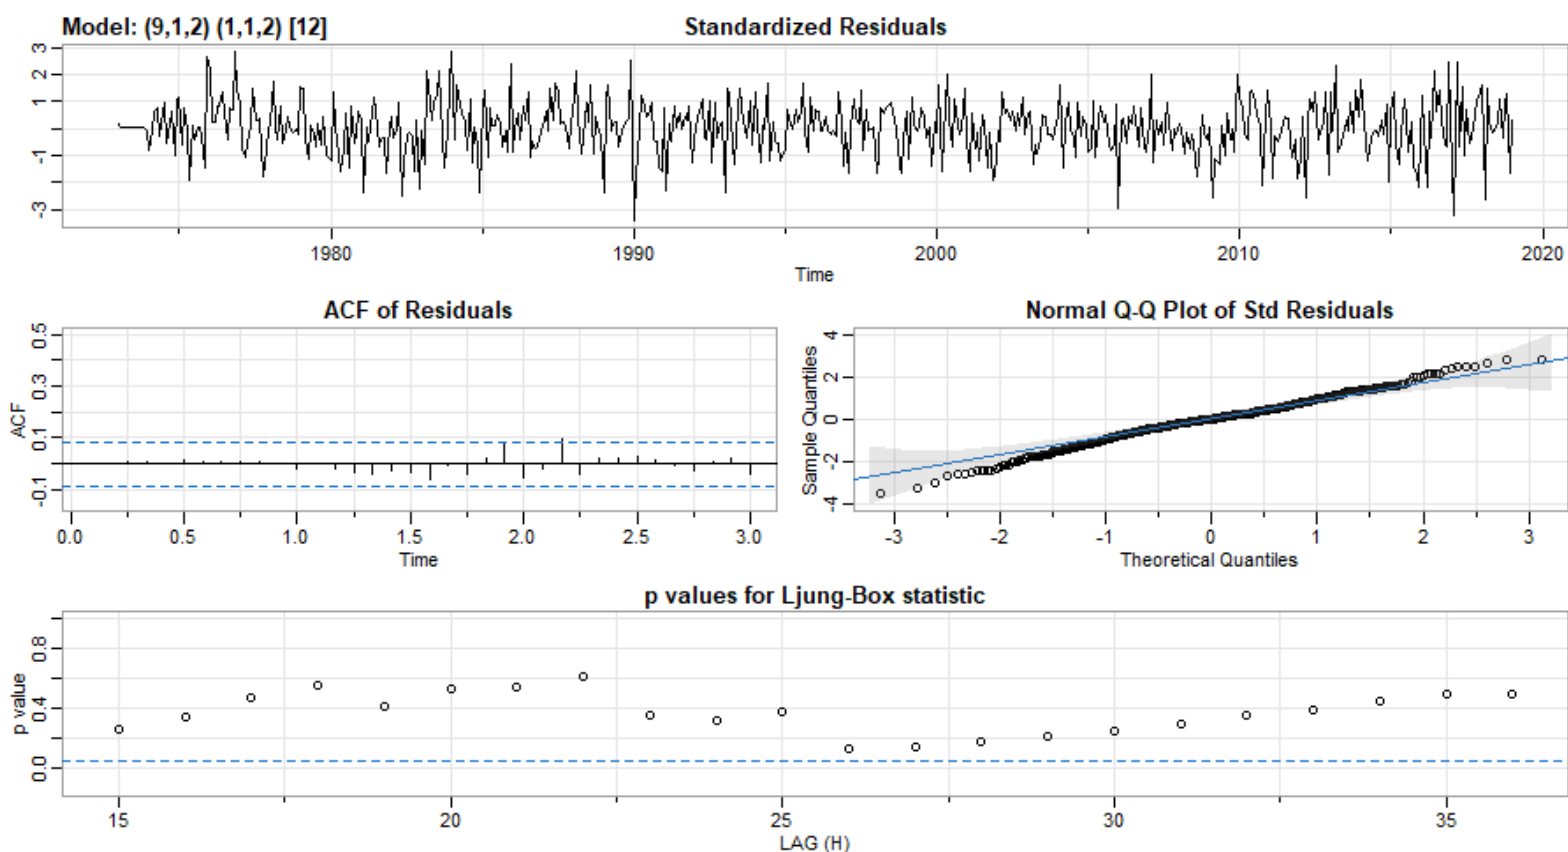 Model: (9,1,2) (1,1,2) [12] Standardized Residuals
3
2
1
-1
-3
1980 1990 2000 2010 2020
Time
ACF of Residuals
ACF
0.5
0.3
0.1
-0.1
0.0 0.5 1.0 1.5 2.0 2.5 3.0
Time
Normal Q-Q Plot of Std Residuals
Sample Quantiles
4
2
0
-2
-4
-3 -2 -1 0 1 2 3
Theoretical Quantiles
p values for Ljung-Box statistic
p value
0.8
0.4
0.0
15 20 25 30 35
LAG (H)